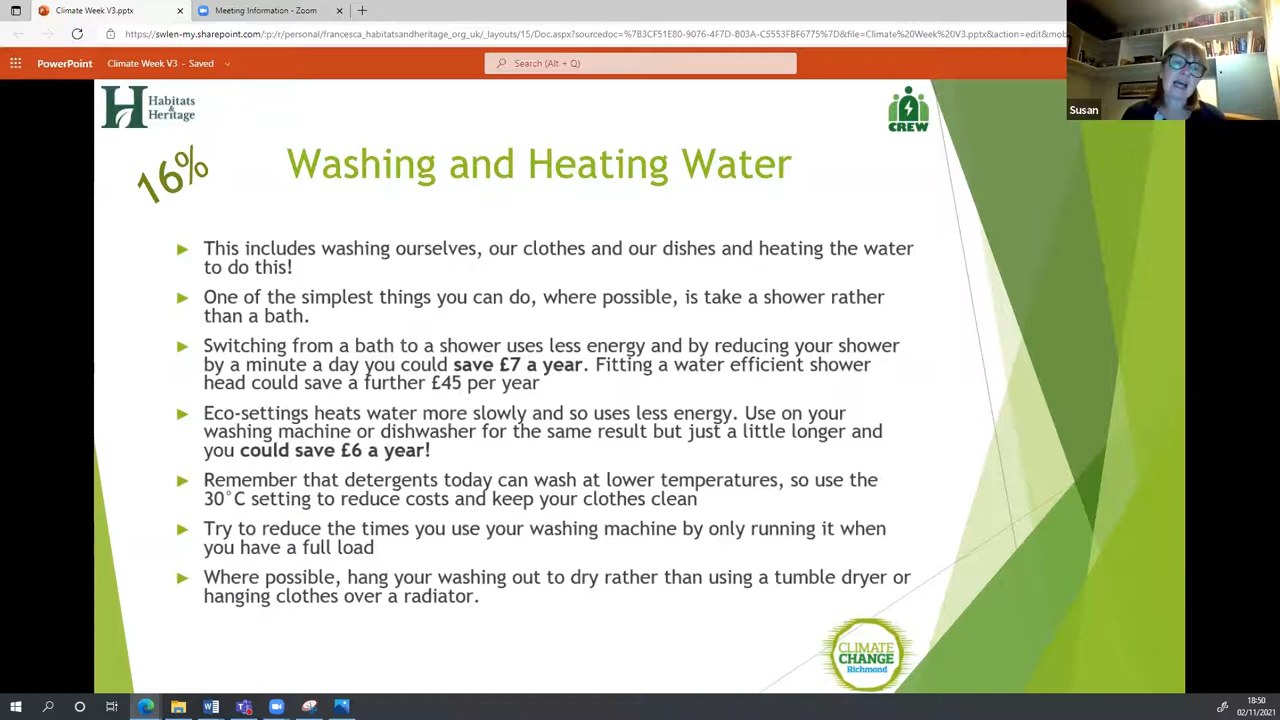 Climate Week V3.pptx
Meeting Information - Zoom
https://swlen-my.sharepoint.com/:p:/r/personal/francesca_habitatsandheritage_org_uk/_layouts/15/Doc.aspx?sourcedoc=%7B3CF51E80-9076-4F7D-B03A-C5553FBF6775%7D&file=Climate%20Week%20V3.pptx&action=edit&mob
PowerPoint
Climate Week V3 - Saved
Search (Alt + Q)
Susan
Habitats
&
Heritage
CREW
16%
Washing and Heating Water
This includes washing ourselves, our clothes and our dishes and heating the water
to do this!
One of the simplest things you can do, where possible, is take a shower rather
than a bath.
Switching from a bath to a shower uses less energy and by reducing your shower
by a minute a day you could save £7 a year. Fitting a water efficient shower
head could save a further £45 per year
Eco-settings heats water more slowly and so uses less energy. Use on your
washing machine or dishwasher for the same result but just a little longer and
you could save £6 a year!
Remember that detergents today can wash at lower temperatures, so use the
30°C setting to reduce costs and keep your clothes clean
Try to reduce the times you use your washing machine by only running it when
you have a full load
Where possible, hang your washing out to dry rather than using a tumble dryer or
hanging clothes over a radiator.
CLIMATE
CHANGE
Richmond
18:50
02/11/2021